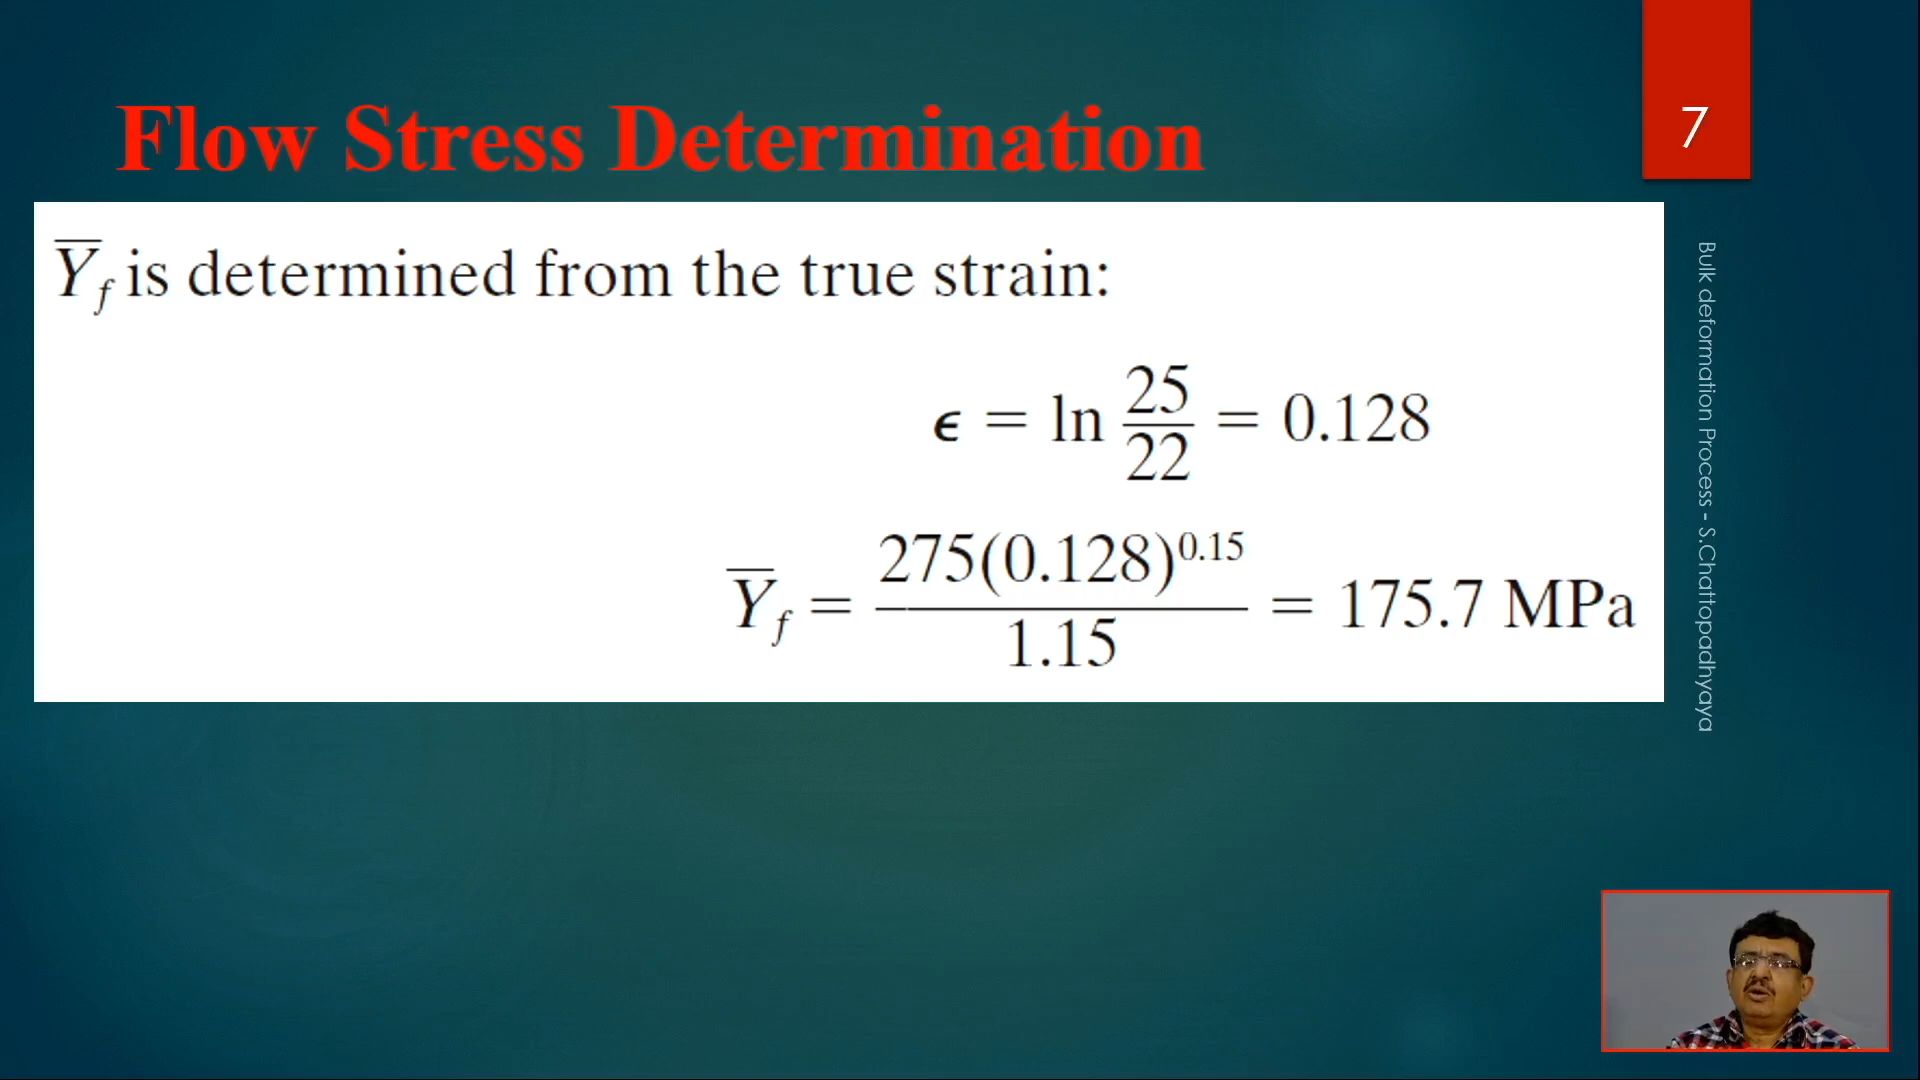 Flow Stress Determination
7
Y̅f is determined from the true strain:
ϵ = ln 25/22 = 0.128
Y̅f = 275(0.128)^0.15/1.15 = 175.7 MPa
Bulk deformation Process - S.Chattopadhyaya